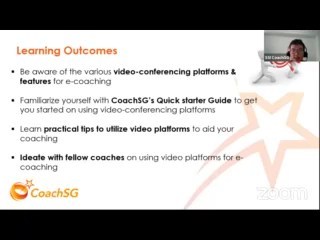 Learning Outcomes
SSI CoachSG
▪ Be aware of the various video-conferencing platforms &
features for e-coaching
▪ Familiarize yourself with CoachSG's Quick starter Guide to get
you started on using video-conferencing platforms
▪ Learn practical tips to utilize video platforms to aid your
coaching
▪ Ideate with fellow coaches on using video platforms for e-
coaching
CoachSG
zoom